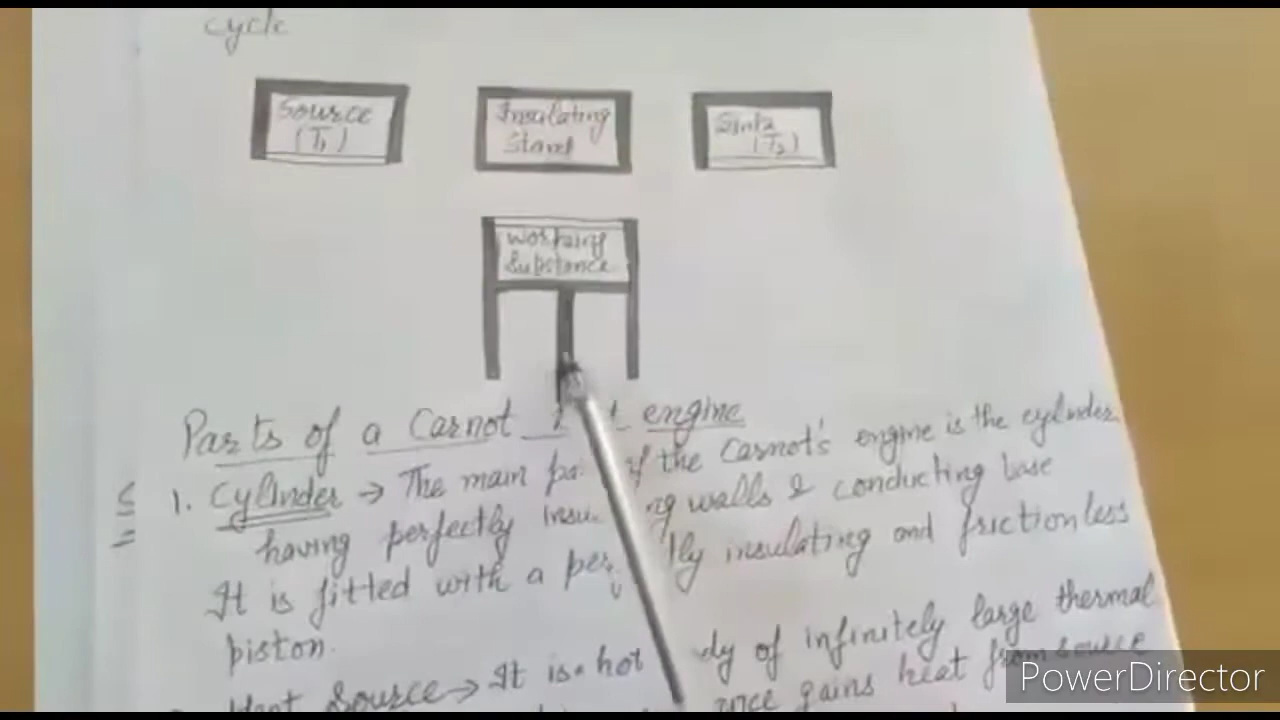 cycle
Source
(T₁)
Insulating
Stand
Sink
(T₂)
Working
Substance
Parts of a Carnot engine
1. Cylinder → The main of the Carnot's engine is the cylinder
having perfectly walls & conducting base
It is fitted with a insulating and frictionless
piston.
Source → It is a hot of infinitely large thermal
gains heat from source
PowerDirector